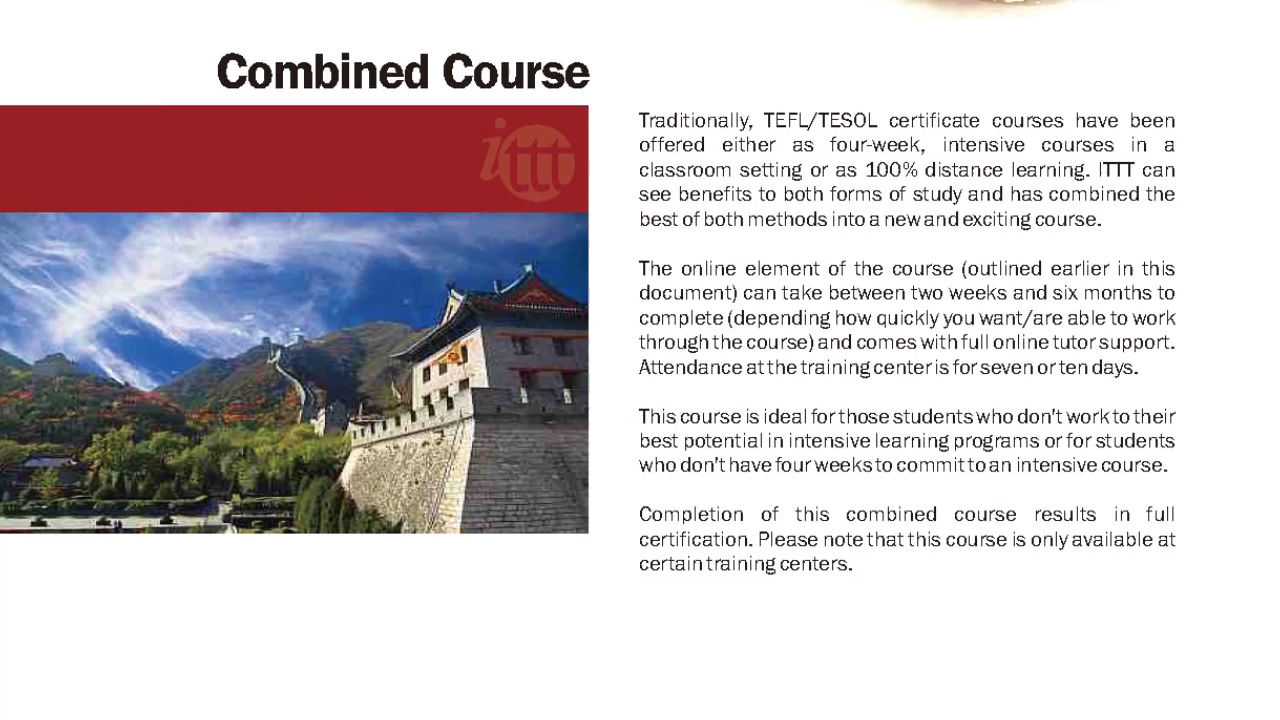 Combined Course
ittt
Traditionally, TEFL/TESOL certificate courses have been
offered either as four-week, intensive courses in a
classroom setting or as 100% distance learning. ITTT can
see benefits to both forms of study and has combined the
best of both methods into a new and exciting course.
The online element of the course (outlined earlier in this
document) can take between two weeks and six months to
complete (depending how quickly you want/are able to work
through the course) and comes with full online tutor support.
Attendance at the training center is for seven or ten days.
This course is ideal for those students who don't work to their
best potential in intensive learning programs or for students
who don't have four weeks to commit to an intensive course.
Completion of this combined course results in full
certification. Please note that this course is only available at
certain training centers.